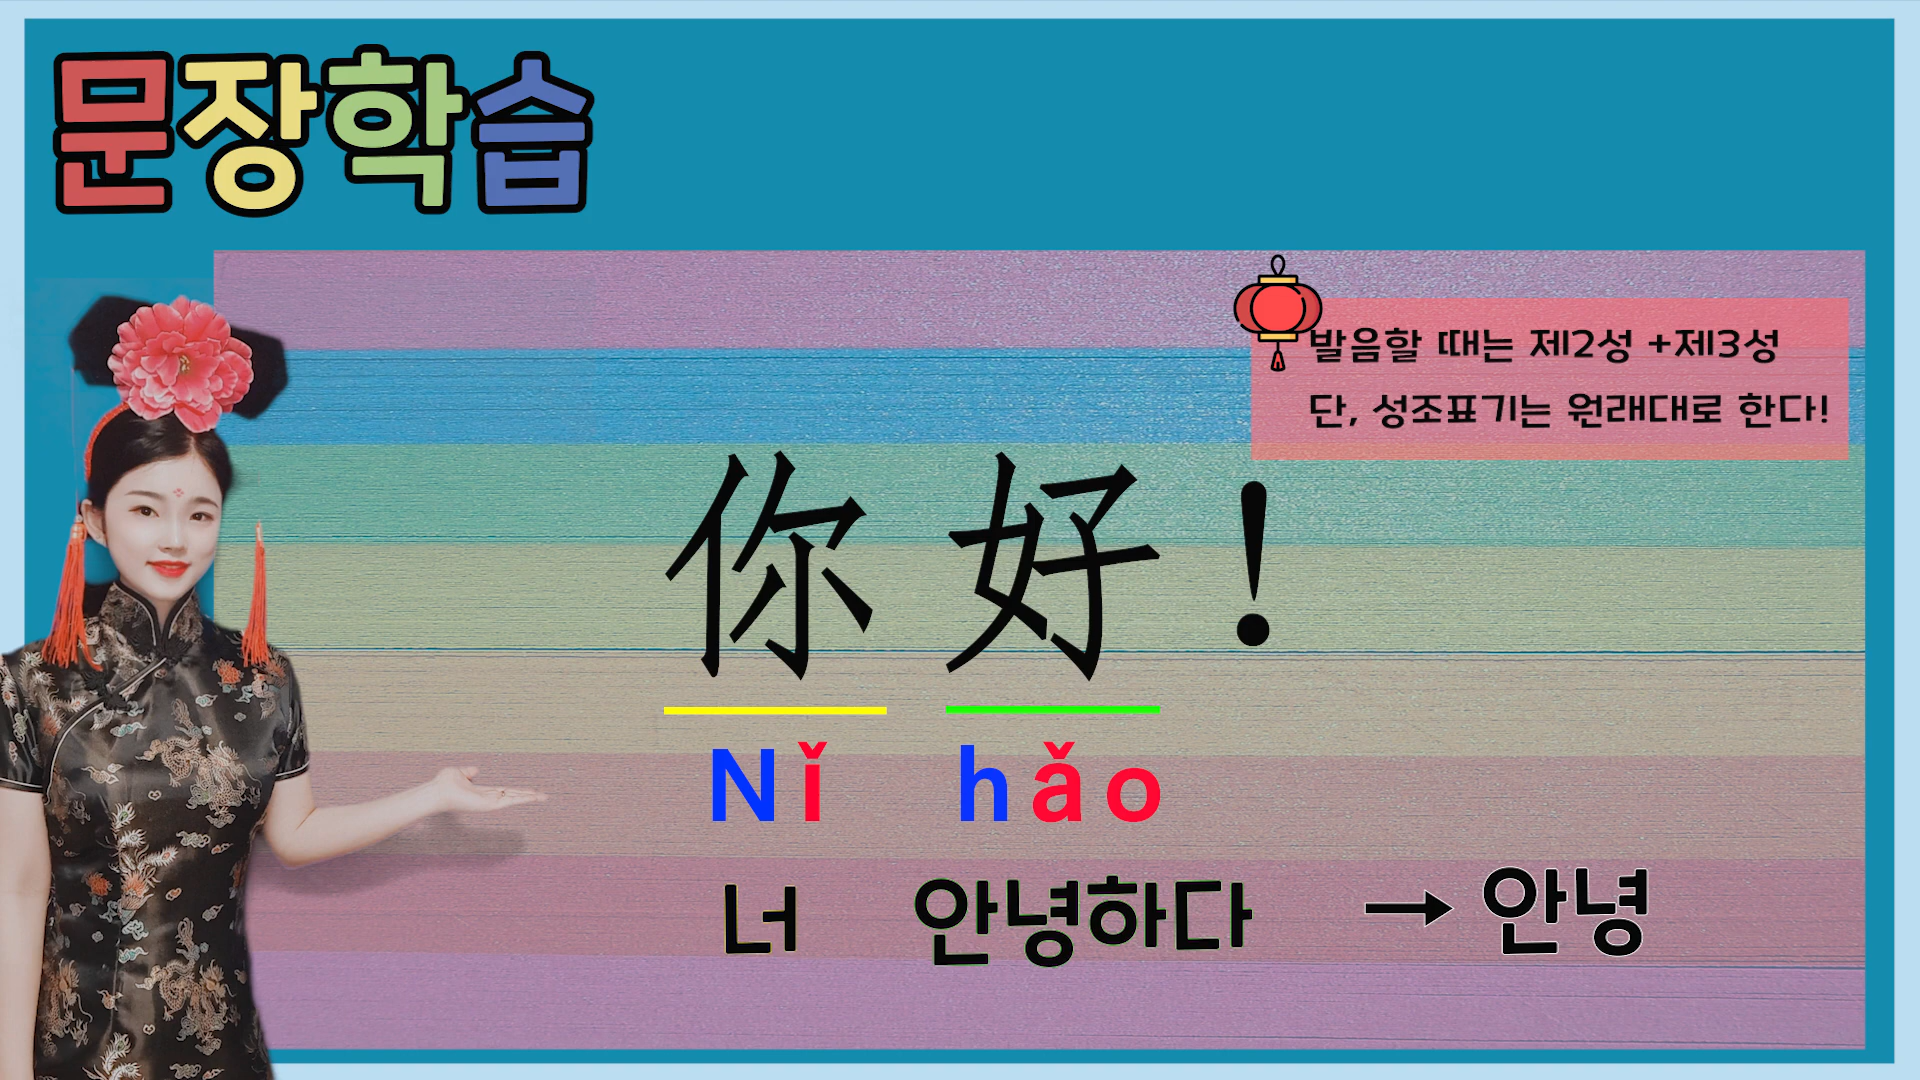 문장학습
발음할 때는 제2성 +제3성
단, 성조표기는 원래대로 한다!
你 好 !
Nǐ hǎo
너 안녕하다 → 안녕